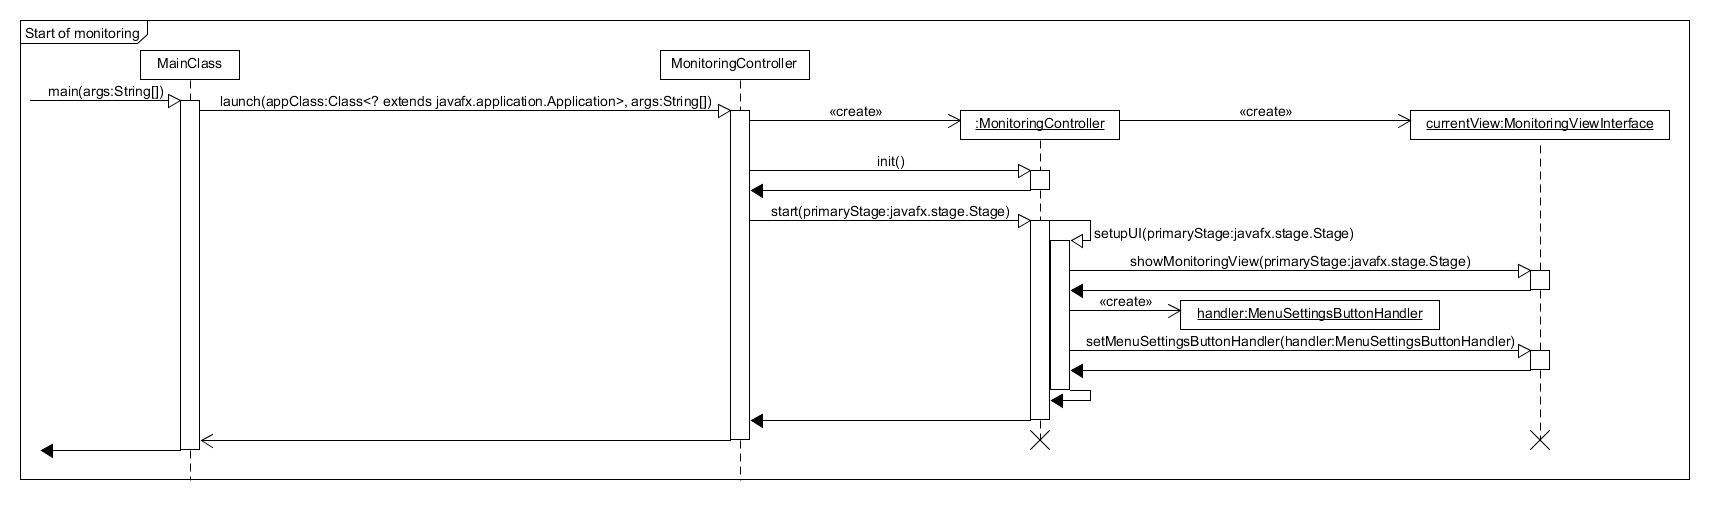 Start of monitoring
MainClass
MonitoringController
main(args:String[])
launch(appClass:Class<? extends javafx.application.Application>, args:String[])
«create»
:MonitoringController
«create»
currentView:MonitoringViewInterface
init()
start(primaryStage:javafx.stage.Stage)
setupUI(primaryStage:javafx.stage.Stage)
showMonitoringView(primaryStage:javafx.stage.Stage)
«create»
handler:MenuSettingsButtonHandler
setMenuSettingsButtonHandler(handler:MenuSettingsButtonHandler)